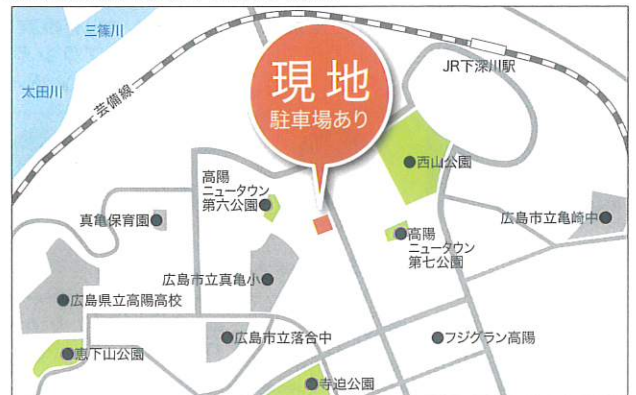 三篠川
太田川
芸備線
現地
駐車場あり
JR下深川駅
西山公園
高陽
ニュータウン
第六公園
真亀保育園
広島市立亀崎中
高陽
ニュータウン
第七公園
広島市立真亀小
広島県立高陽高校
広島市立落合中
フジグラン高陽
恵下山公園
寺迫公園